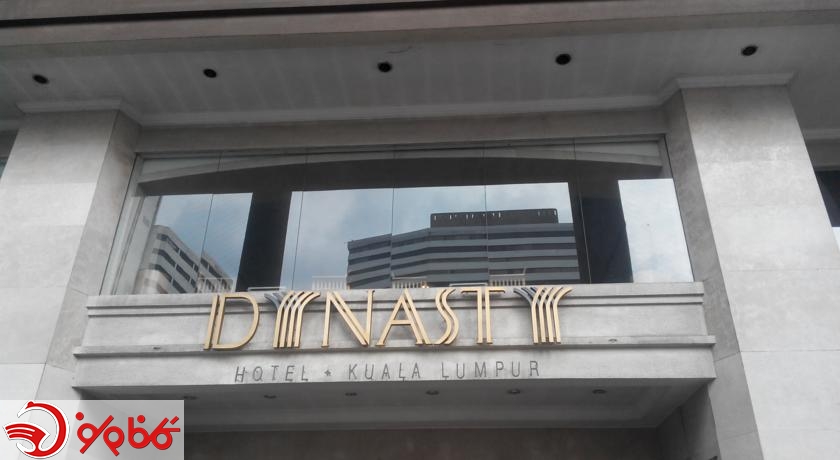 DYNASTY
HOTEL * KUALA LUMPUR